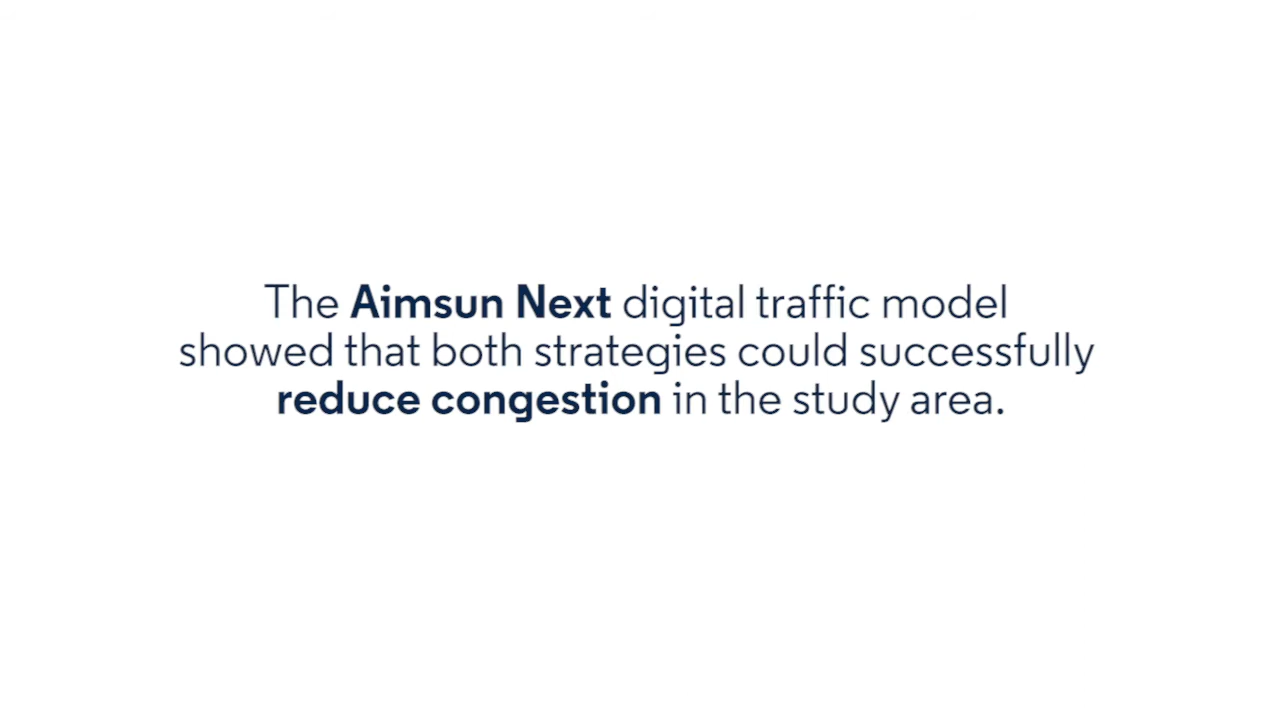 The Aimsun Next digital traffic model
showed that both strategies could successfully
reduce congestion in the study area.